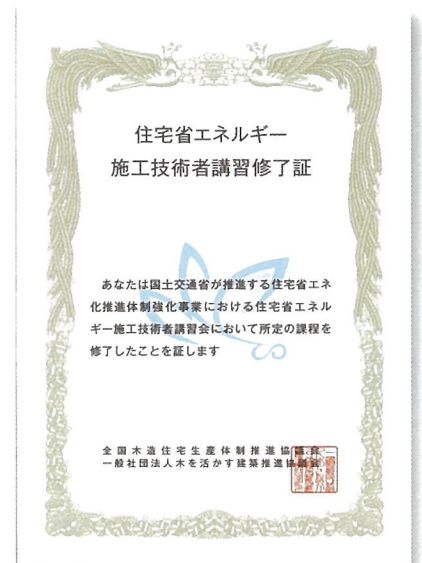 住宅省エネルギー
施工技術者講習修了証
あなたは国土交通省が推進する住宅省エネ
化推進体制強化事業における住宅省エネル
ギー施工技術者講習会において所定の課程を
修了したことを証します
全国木造住宅生産体制推進協議会
一般社団法人木を活かす建築推進協議会